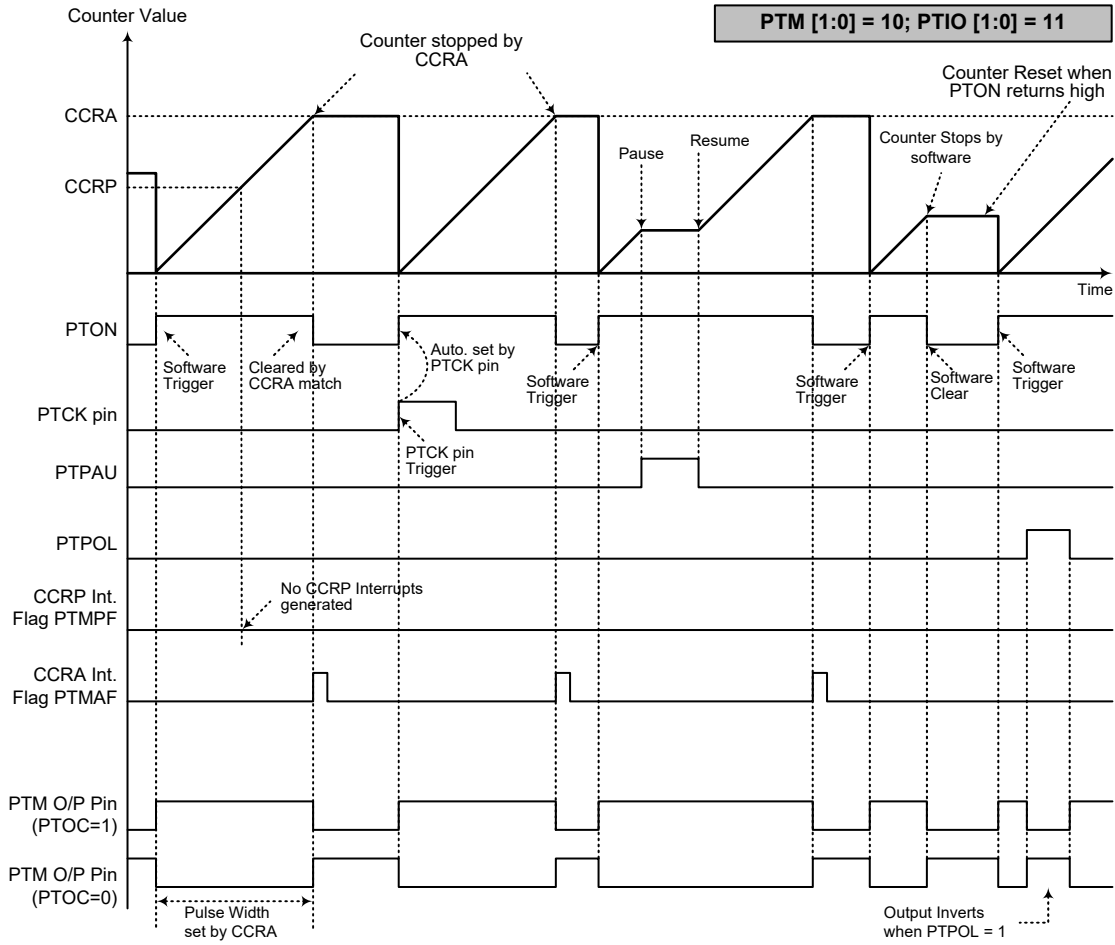 Counter Value
PTM [1:0] = 10; PTIO [1:0] = 11
Counter stopped by
CCRA
Counter Reset when
PTON returns high
CCRA
Pause
Resume
Counter Stops by
software
CCRP
Time
PTON
Software
Trigger
Cleared by
CCRA match
Auto. set by
PTCK pin
Software
Trigger
Software
Trigger
Software
Clear
Software
Trigger
PTCK pin
PTCK pin
Trigger
PTPAU
PTPOL
CCRP Int.
Flag PTMPF
No CCRP Interrupts
generated
CCRA Int.
Flag PTMAF
PTM O/P Pin
(PTOC=1)
PTM O/P Pin
(PTOC=0)
Pulse Width
set by CCRA
Output Inverts
when PTPOL = 1